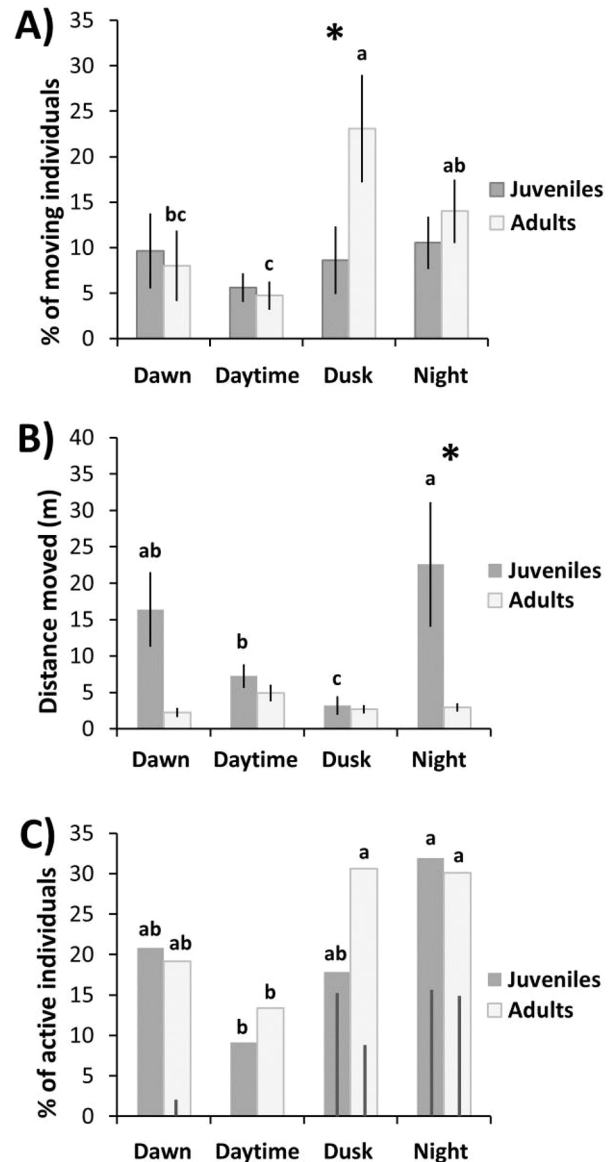 A)
% of moving individuals
35
30
25
20
15
10
5
0
*
bc
c
a
ab
Dawn Daytime Dusk Night
Juveniles
Adults
B)
Distance moved (m)
40
35
30
25
20
15
10
5
0
ab
b
c
a
*
Dawn Daytime Dusk Night
Juveniles
Adults
C)
% of active individuals
35
30
25
20
15
10
5
0
ab ab
b b
ab a
a a
Dawn Daytime Dusk Night
Juveniles
Adults